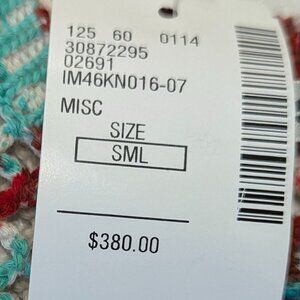 125 60 0114
30872295
02691
IM46KN016-07
MISC
SIZE
SML
$380.00